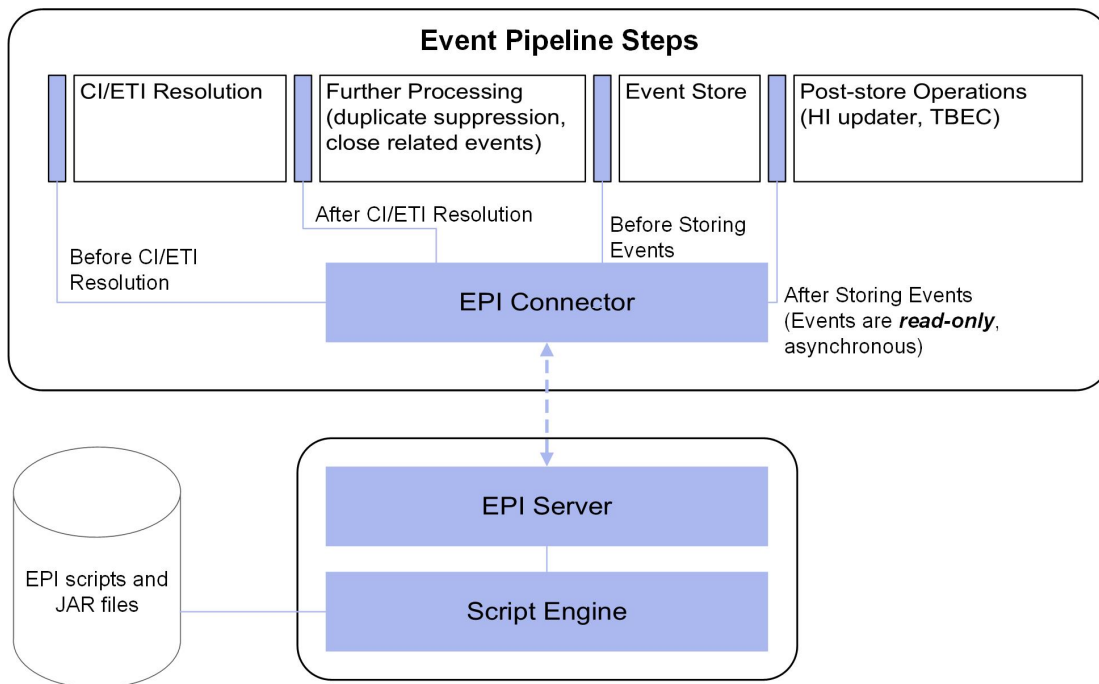 Event Pipeline Steps
CI/ETI Resolution
Further Processing
(duplicate suppression,
close related events)
Event Store
Post-store Operations
(HI updater, TBEC)
After CI/ETI Resolution
Before Storing
Events
Before CI/ETI
Resolution
EPI Connector
After Storing Events
(Events are read-only,
asynchronous)
EPI Server
EPI scripts and
JAR files
Script Engine